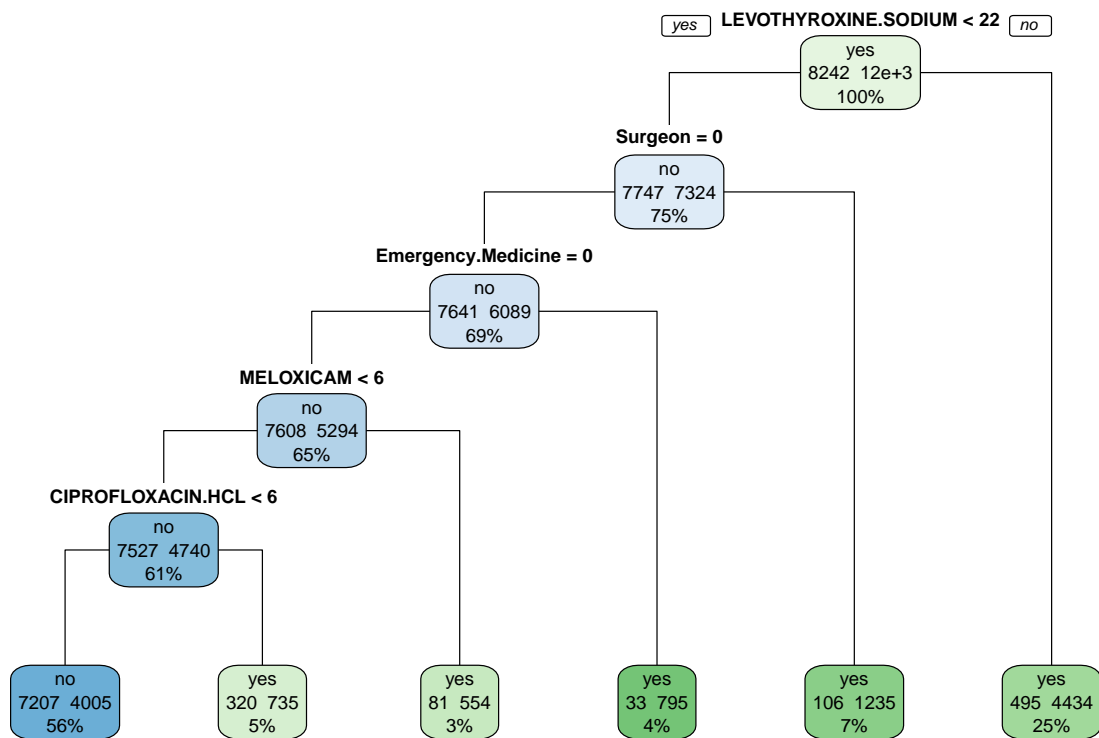 LEVOTHYROXINE.SODIUM < 22
yes no
yes
8242 12e+3
100%
Surgeon = 0
no
7747 7324
75%
Emergency.Medicine = 0
no
7641 6089
69%
MELOXICAM < 6
no
7608 5294
65%
CIPROFLOXACIN.HCL < 6
no
7527 4740
61%
no
7207 4005
56%
yes
320 735
5%
yes
81 554
3%
yes
33 795
4%
yes
106 1235
7%
yes
495 4434
25%